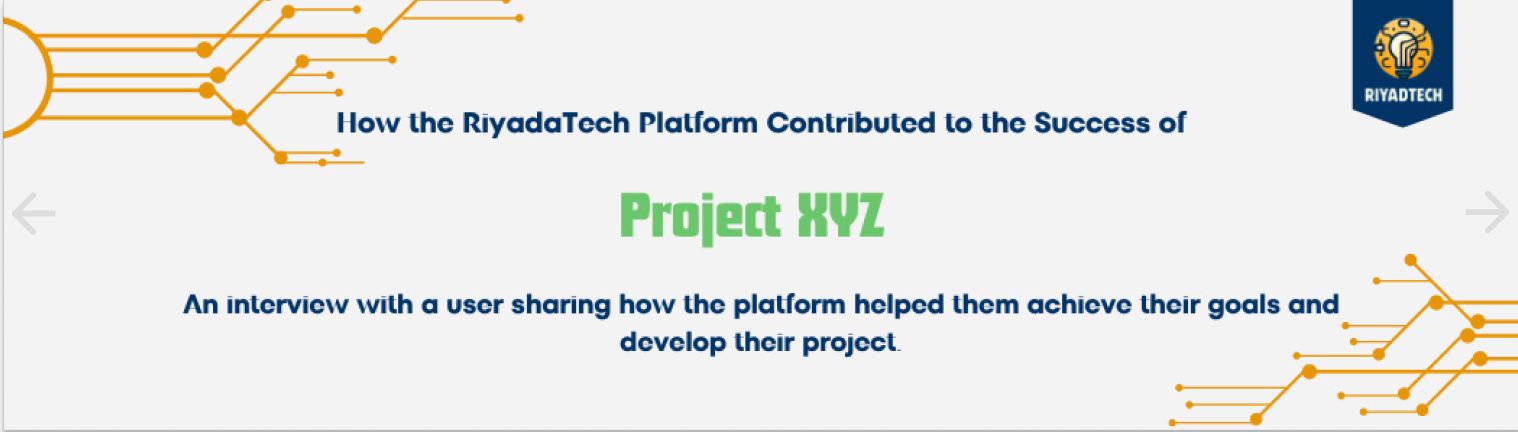 RIYADTECH
How the RiyadaTech Platform Contributed to the Success of
Project XYZ
An interview with a user sharing how the platform helped them achieve their goals and
develop their project.